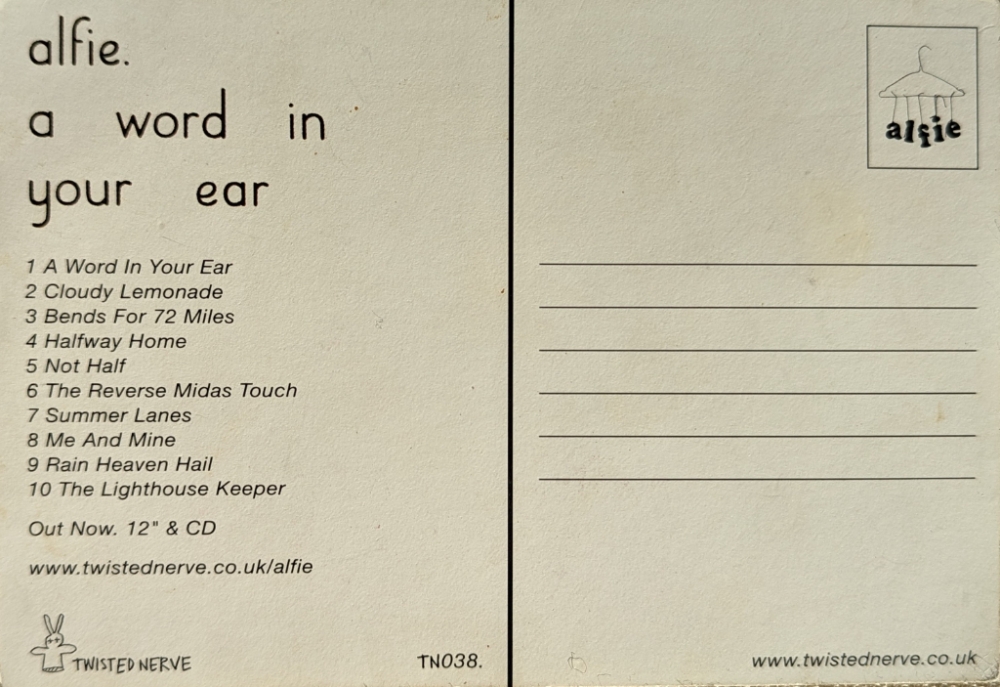 alfie.
a word in
your ear
1 A Word In Your Ear
2 Cloudy Lemonade
3 Bends For 72 Miles
4 Halfway Home
5 Not Half
6 The Reverse Midas Touch
7 Summer Lanes
8 Me And Mine
9 Rain Heaven Hail
10 The Lighthouse Keeper
Out Now. 12" & CD
www.twistednerve.co.uk/alfie
TWISTED NERVE
TN038.
alfie
www.twistednerve.co.uk